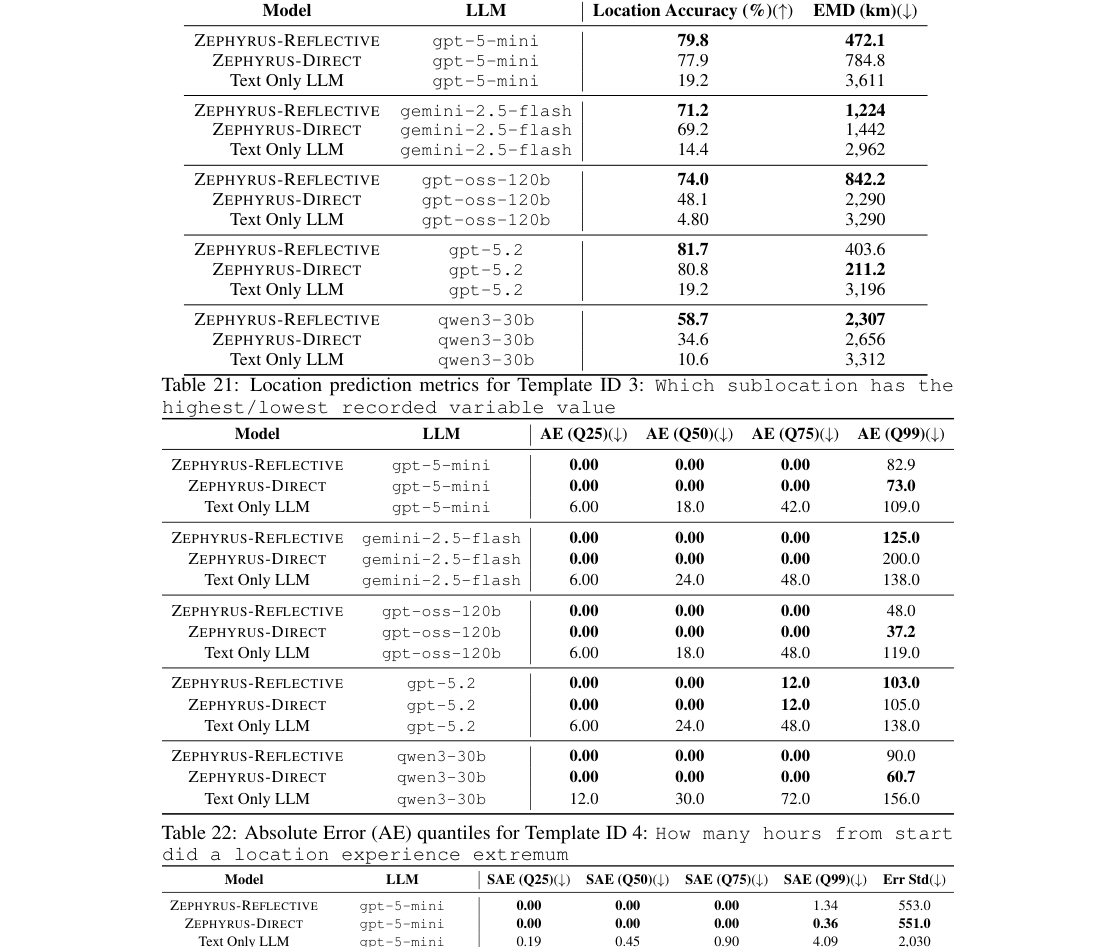 Model LLM Location Accuracy (%)(↑) EMD (km)(↓)
ZEPHYRUS-REFLECTIVE gpt-5-mini 79.8 472.1
ZEPHYRUS-DIRECT gpt-5-mini 77.9 784.8
Text Only LLM gpt-5-mini 19.2 3,611
ZEPHYRUS-REFLECTIVE gemini-2.5-flash 71.2 1,224
ZEPHYRUS-DIRECT gemini-2.5-flash 69.2 1,442
Text Only LLM gemini-2.5-flash 14.4 2,962
ZEPHYRUS-REFLECTIVE gpt-oss-120b 74.0 842.2
ZEPHYRUS-DIRECT gpt-oss-120b 48.1 2,290
Text Only LLM gpt-oss-120b 4.80 3,290
ZEPHYRUS-REFLECTIVE gpt-5.2 81.7 403.6
ZEPHYRUS-DIRECT gpt-5.2 80.8 211.2
Text Only LLM gpt-5.2 19.2 3,196
ZEPHYRUS-REFLECTIVE qwen3-30b 58.7 2,307
ZEPHYRUS-DIRECT qwen3-30b 34.6 2,656
Text Only LLM qwen3-30b 10.6 3,312
Table 21: Location prediction metrics for Template ID 3: Which sublocation has the
highest/lowest recorded variable value
Model LLM AE (Q25)(↓) AE (Q50)(↓) AE (Q75)(↓) AE (Q99)(↓)
ZEPHYRUS-REFLECTIVE gpt-5-mini 0.00 0.00 0.00 82.9
ZEPHYRUS-DIRECT gpt-5-mini 0.00 0.00 0.00 73.0
Text Only LLM gpt-5-mini 6.00 18.0 42.0 109.0
ZEPHYRUS-REFLECTIVE gemini-2.5-flash 0.00 0.00 0.00 125.0
ZEPHYRUS-DIRECT gemini-2.5-flash 0.00 0.00 0.00 200.0
Text Only LLM gemini-2.5-flash 6.00 24.0 48.0 138.0
ZEPHYRUS-REFLECTIVE gpt-oss-120b 0.00 0.00 0.00 48.0
ZEPHYRUS-DIRECT gpt-oss-120b 0.00 0.00 0.00 37.2
Text Only LLM gpt-oss-120b 6.00 18.0 48.0 119.0
ZEPHYRUS-REFLECTIVE gpt-5.2 0.00 0.00 12.0 103.0
ZEPHYRUS-DIRECT gpt-5.2 0.00 0.00 12.0 105.0
Text Only LLM gpt-5.2 6.00 24.0 48.0 138.0
ZEPHYRUS-REFLECTIVE qwen3-30b 0.00 0.00 0.00 90.0
ZEPHYRUS-DIRECT qwen3-30b 0.00 0.00 0.00 60.7
Text Only LLM qwen3-30b 12.0 30.0 72.0 156.0
Table 22: Absolute Error (AE) quantiles for Template ID 4: How many hours from start
did a location experience extremum
Model LLM SAE (Q25)(↓) SAE (Q50)(↓) SAE (Q75)(↓) SAE (Q99)(↓) Err Std(↓)
ZEPHYRUS-REFLECTIVE gpt-5-mini 0.00 0.00 0.00 1.34 553.0
ZEPHYRUS-DIRECT gpt-5-mini 0.00 0.00 0.00 0.36 551.0
Text Only LLM gpt-5-mini 0.19 0.45 0.90 4.09 2,030